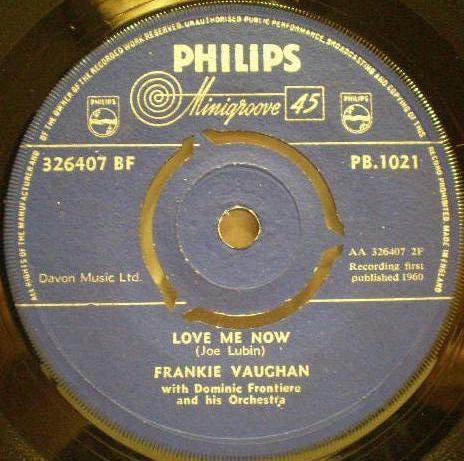 OF THE MANUFACTURER AND OF THE OWNER OF THE RECORDED WORK RESERVED. UNAUTHORISED PUBLIC PERFORMANCE, BROADCASTING AND COPYING OF THIS RECORD PROHIBITED. MADE IN ENGLAND
PHILIPS
Minigroove 45
PHILIPS
PHILIPS
326407 BF
PB.1021
AA 326407 2F
Recording first
published 1960
Davon Music Ltd.
LOVE ME NOW
(Joe Lubin)
FRANKIE VAUGHAN
with Dominic Frontiere
and his Orchestra